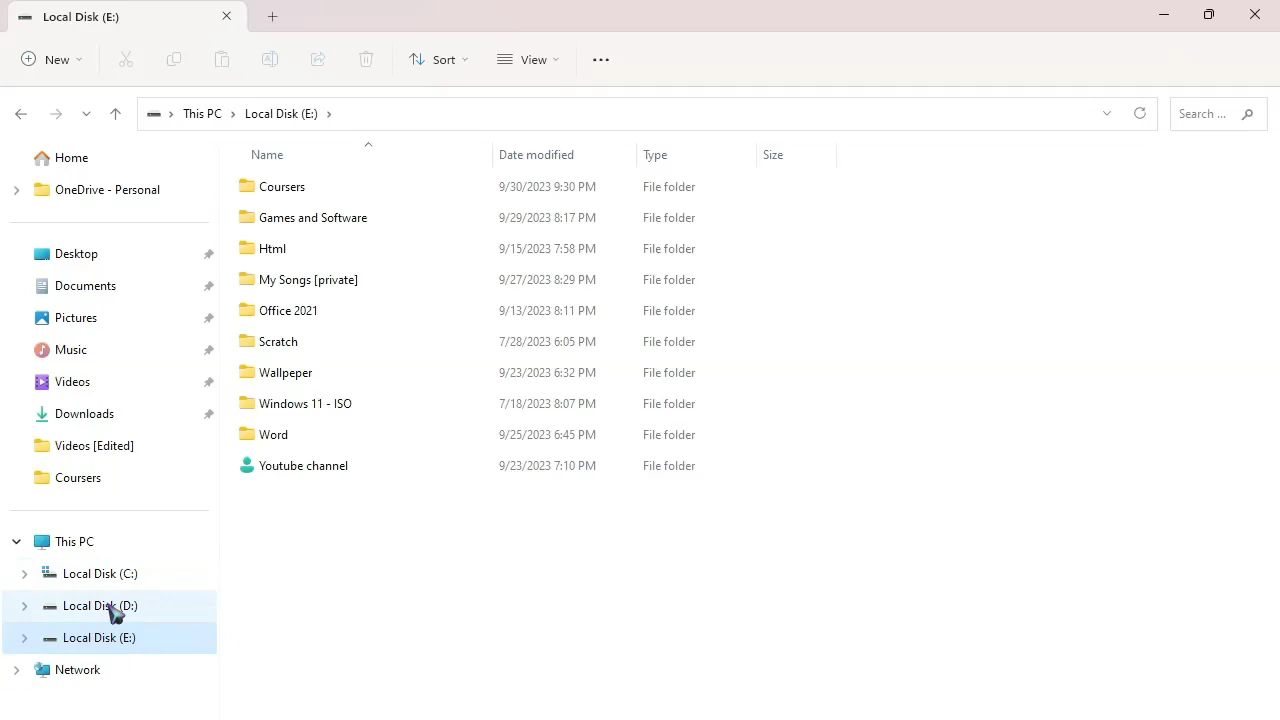 Local Disk (E:)
New
Sort
View
This PC
Local Disk (E:)
Search ...
Home
OneDrive - Personal
Desktop
Documents
Pictures
Music
Videos
Downloads
Videos [Edited]
Coursers
This PC
Local Disk (C:)
Local Disk (D:)
Local Disk (E:)
Network
Name Date modified Type Size
Coursers 9/30/2023 9:30 PM File folder
Games and Software 9/29/2023 8:17 PM File folder
Html 9/15/2023 7:58 PM File folder
My Songs [private] 9/27/2023 8:29 PM File folder
Office 2021 9/13/2023 8:11 PM File folder
Scratch 7/28/2023 6:05 PM File folder
Wallpeper 9/23/2023 6:32 PM File folder
Windows 11 - ISO 7/18/2023 8:07 PM File folder
Word 9/25/2023 6:45 PM File folder
Youtube channel 9/23/2023 7:10 PM File folder